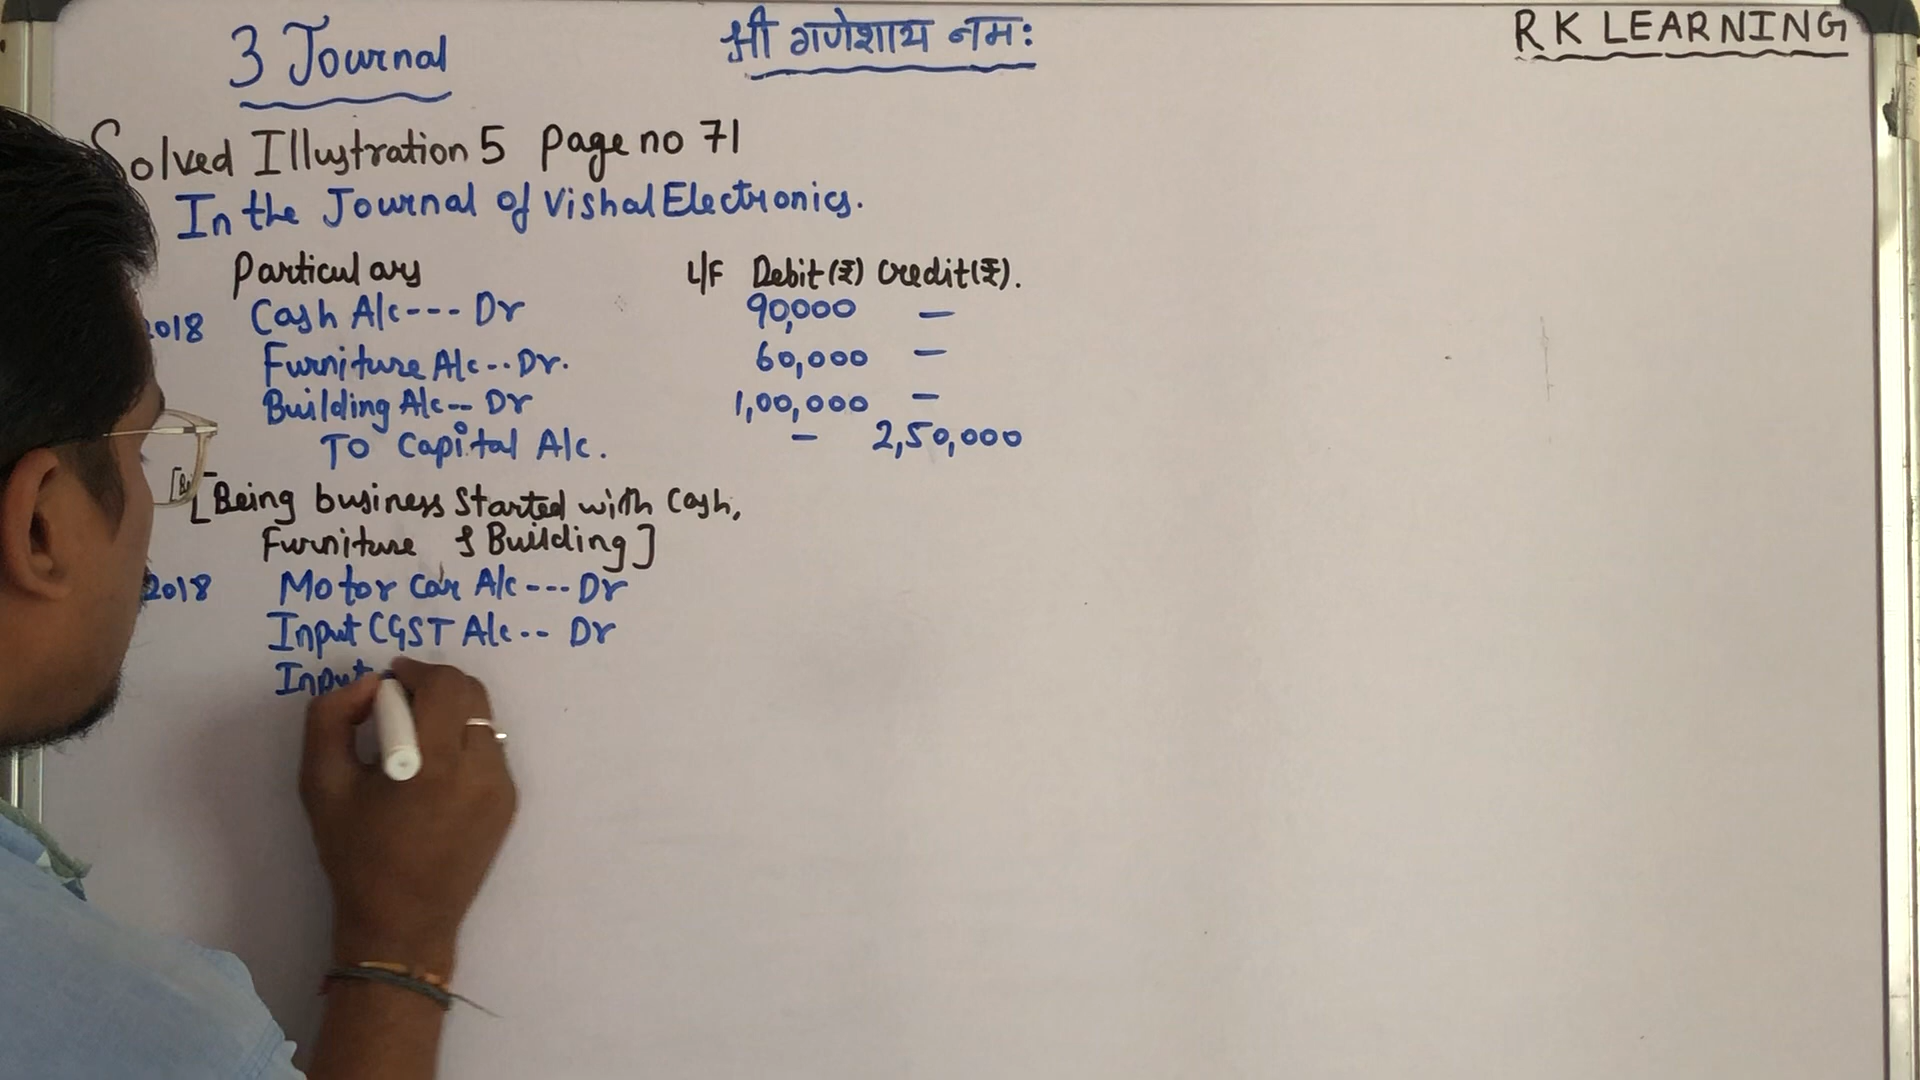 3 Journal
श्री गणेशाय नमः
R K LEARNING
Solved Illustration 5 page no 71
In the Journal of Vishal Electronics.
Particulars L/F Debit (₹) Credit (₹).
2018 Cash A/c --- Dr 90,000 —
Furniture A/c -- Dr. 60,000 —
Building A/c -- Dr 1,00,000 —
To Capital A/c. — 2,50,000
[Being business Started with Cash,
Furniture & Building]
2018 Motor Car A/c --- Dr
Input CGST A/c -- Dr
Input